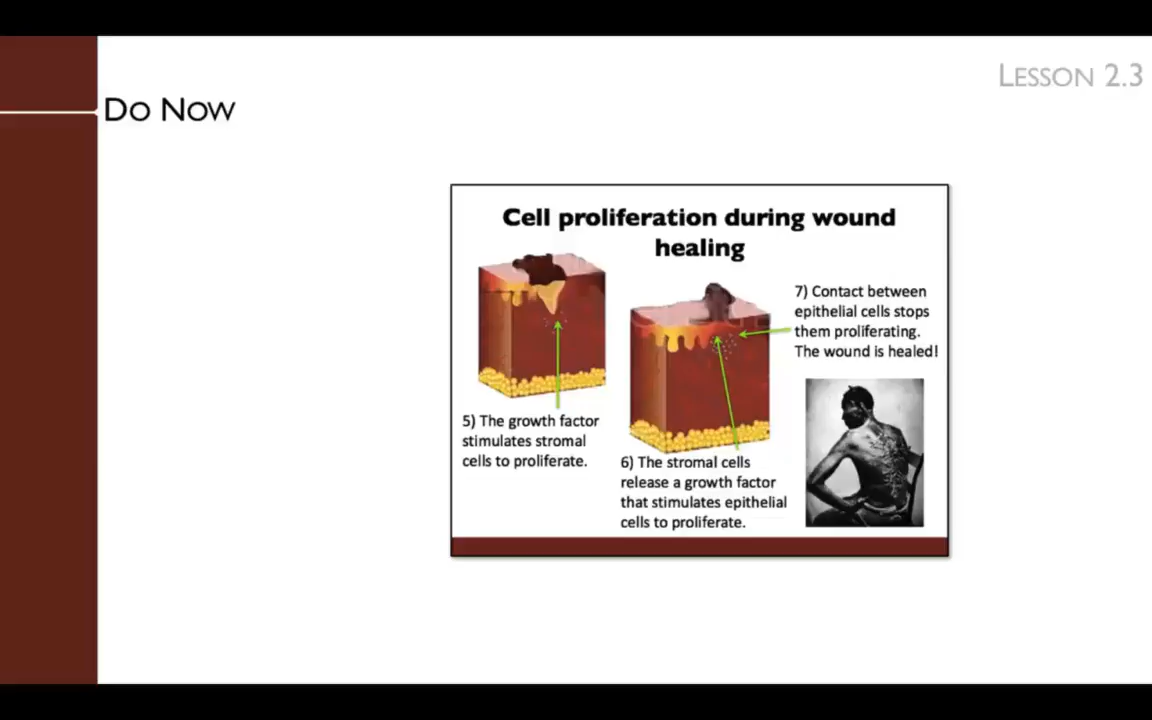 LESSON 2.3
DO NOW
Cell proliferation during wound
healing
7) Contact between
epithelial cells stops
them proliferating.
The wound is healed!
5) The growth factor
stimulates stromal
cells to proliferate.
6) The stromal cells
release a growth factor
that stimulates epithelial
cells to proliferate.